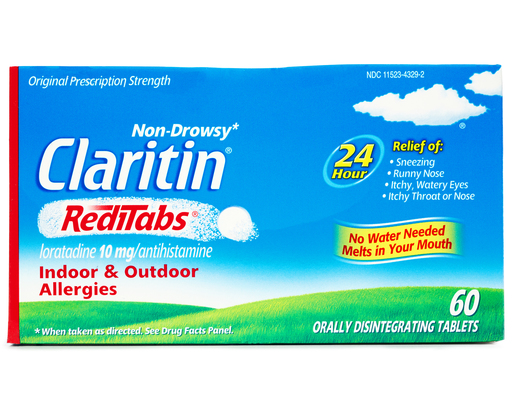 Original Prescription Strength
NDC 11523-4329-2
Non-Drowsy*
Claritin®
RediTabs
loratadine 10 mg/antihistamine
Indoor & Outdoor
Allergies
*When taken as directed. See Drug Facts Panel.
®
24
Hour
Relief of:
• Sneezing
• Runny Nose
• Itchy, Watery Eyes
• Itchy Throat or Nose
No Water Needed
Melts in Your Mouth
60
ORALLY DISINTEGRATING TABLETS